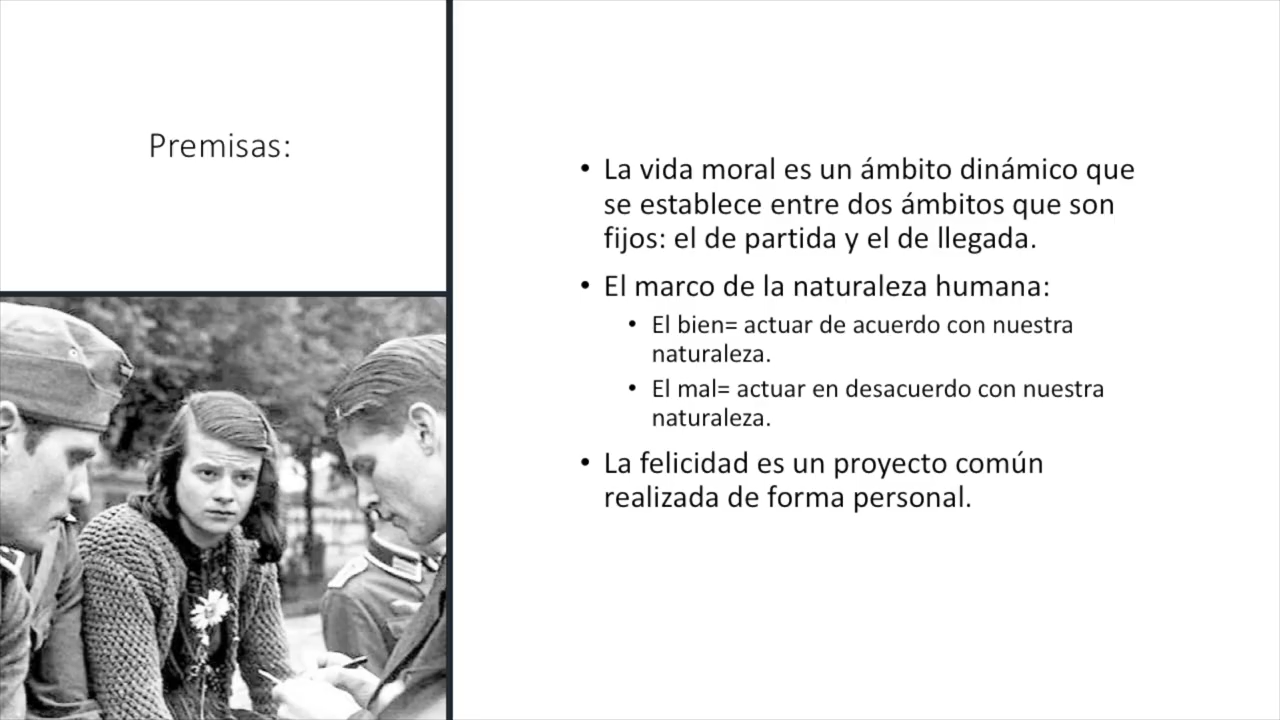 Premisas:
• La vida moral es un ámbito dinámico que
se establece entre dos ámbitos que son
fijos: el de partida y el de llegada.
• El marco de la naturaleza humana:
• El bien= actuar de acuerdo con nuestra
naturaleza.
• El mal= actuar en desacuerdo con nuestra
naturaleza.
• La felicidad es un proyecto común
realizada de forma personal.